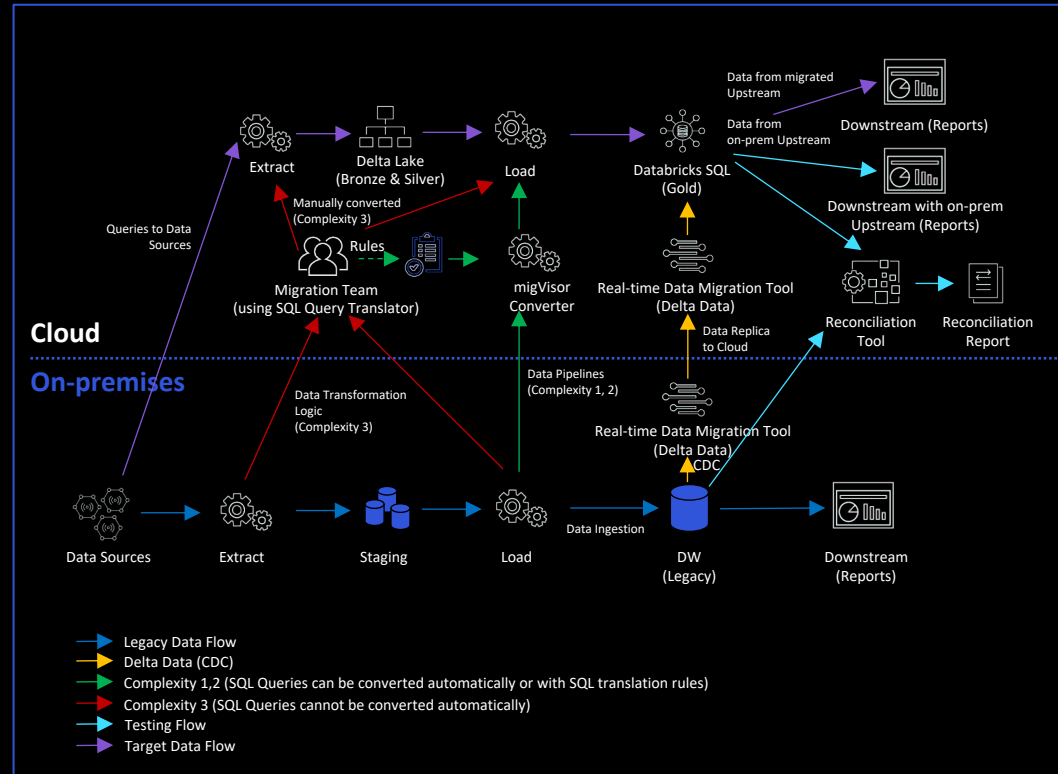 Data from migrated
Upstream
Downstream (Reports)
Data from
on-prem Upstream
Extract
Delta Lake
(Bronze & Silver)
Load
Databricks SQL
(Gold)
Downstream with on-prem
Upstream (Reports)
Manually converted
(Complexity 3)
Queries to Data
Sources
Rules
Migration Team
(using SQL Query Translator)
migVisor
Converter
Real-time Data Migration Tool
(Delta Data)
Reconciliation
Tool
Reconciliation
Report
Data Replica
to Cloud
Cloud
On-premises
Data Pipelines
(Complexity 1, 2)
Data Transformation
Logic
(Complexity 3)
Real-time Data Migration Tool
(Delta Data)
CDC
Data Ingestion
Data Sources
Extract
Staging
Load
DW
(Legacy)
Downstream
(Reports)
Legacy Data Flow
Delta Data (CDC)
Complexity 1,2 (SQL Queries can be converted automatically or with SQL translation rules)
Complexity 3 (SQL Queries cannot be converted automatically)
Testing Flow
Target Data Flow